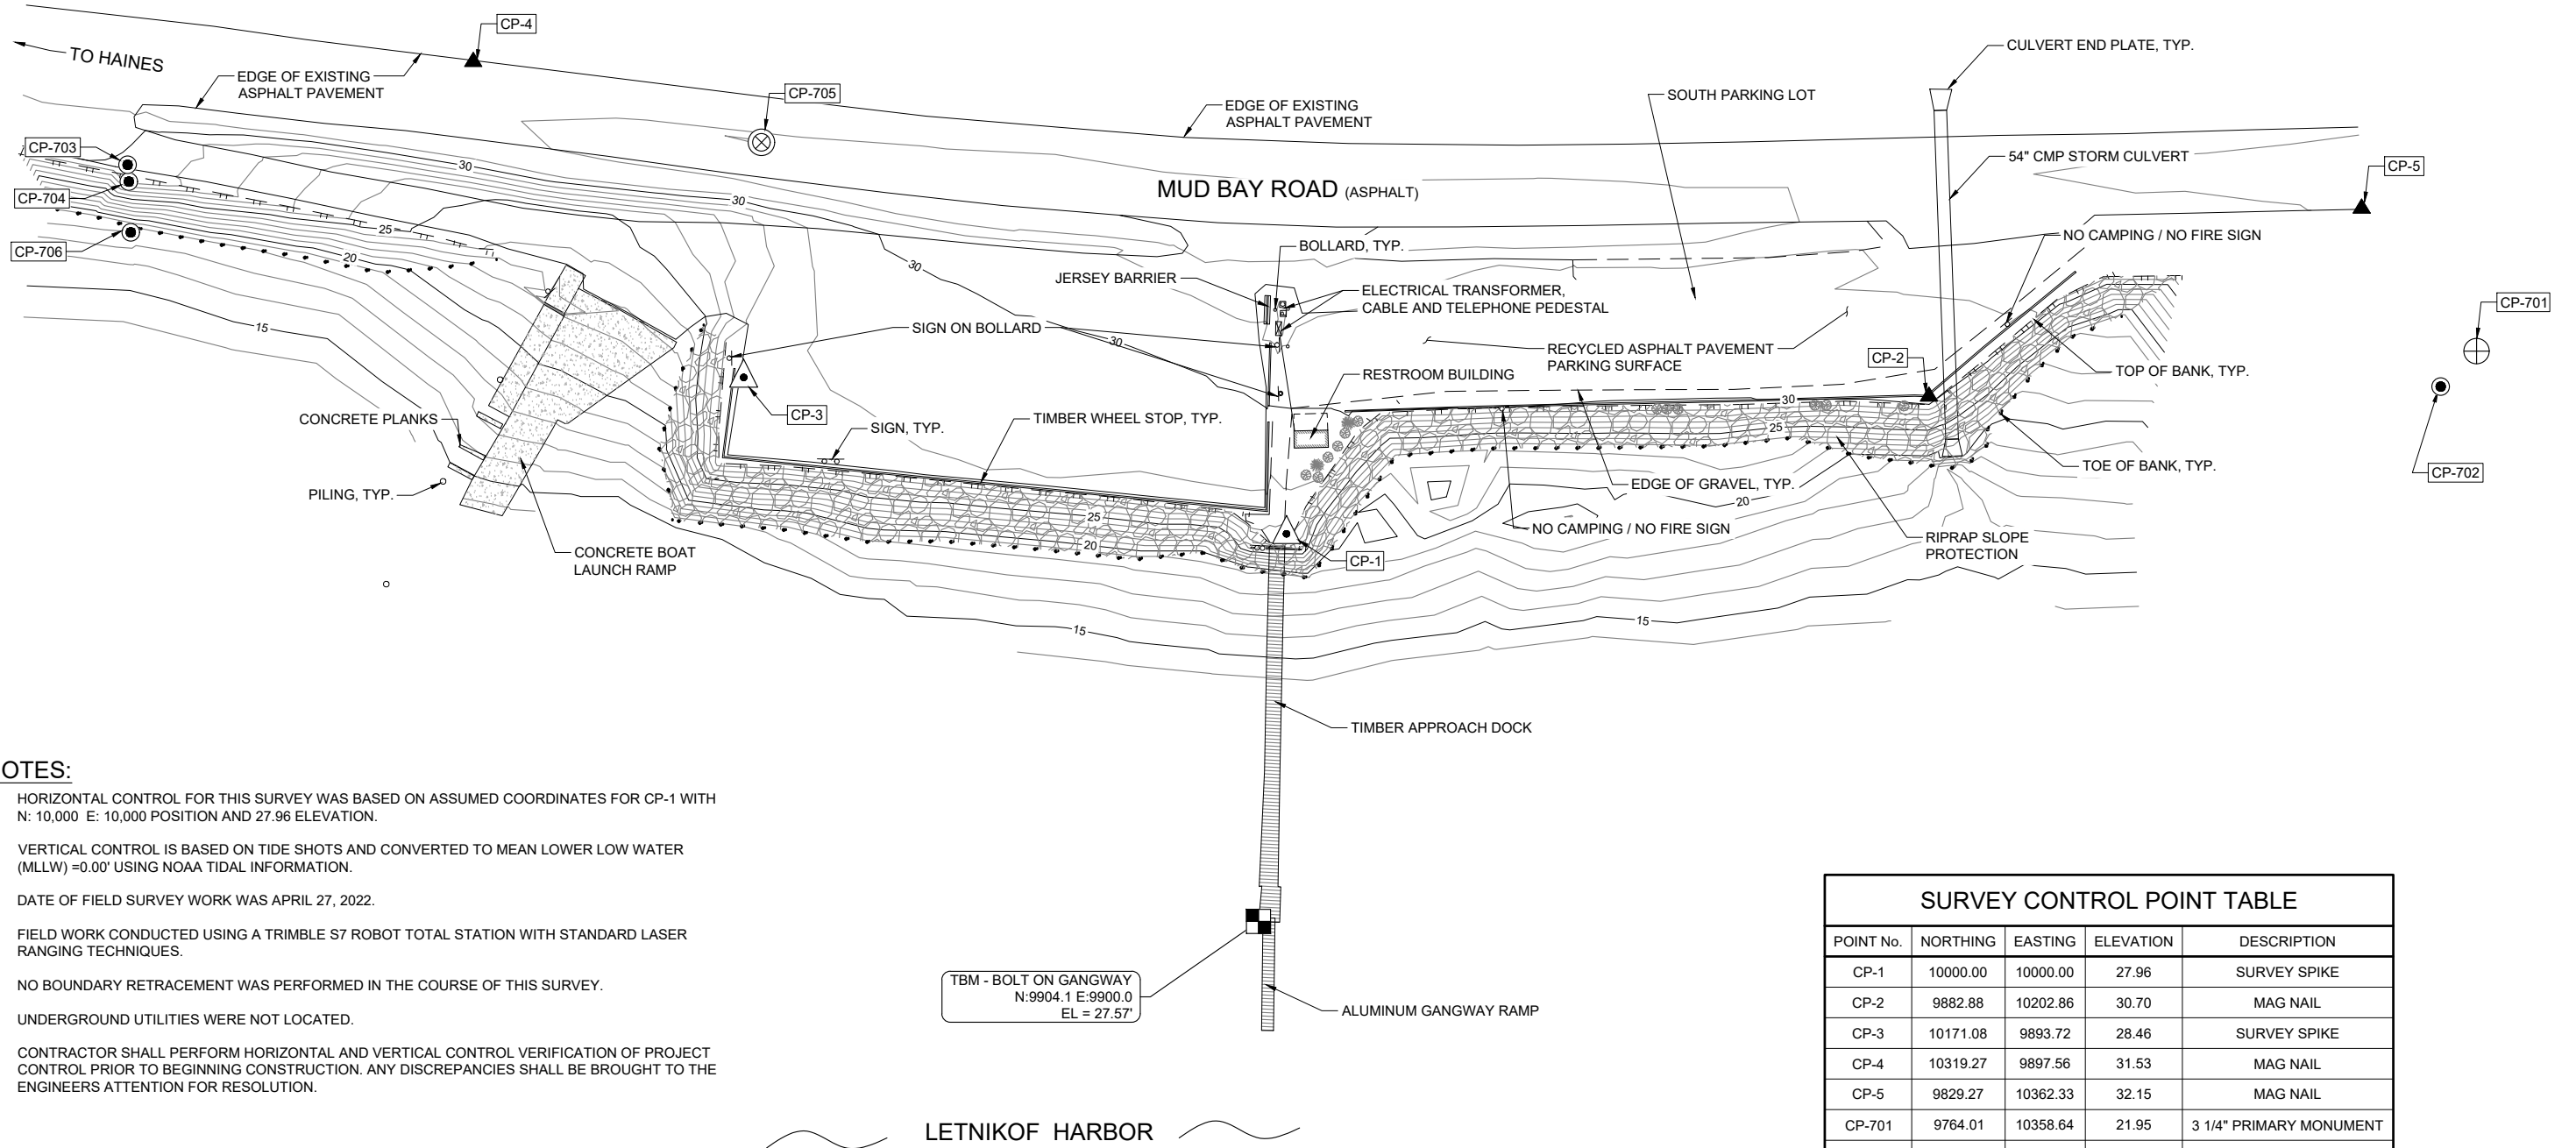 CP-4
TO HAINES
EDGE OF EXISTING
ASPHALT PAVEMENT
CP-705
EDGE OF EXISTING
ASPHALT PAVEMENT
SOUTH PARKING LOT
CULVERT END PLATE, TYP.
CP-703
CP-704
CP-706
30
30
25
20
15
MUD BAY ROAD (ASPHALT)
54" CMP STORM CULVERT
CP-5
NO CAMPING / NO FIRE SIGN
BOLLARD, TYP.
30
JERSEY BARRIER
ELECTRICAL TRANSFORMER,
CABLE AND TELEPHONE PEDESTAL
CP-701
SIGN ON BOLLARD
30
RECYCLED ASPHALT PAVEMENT
PARKING SURFACE
CP-2
TOP OF BANK, TYP.
RESTROOM BUILDING
CP-3
CONCRETE PLANKS
SIGN, TYP.
TIMBER WHEEL STOP, TYP.
30
25
TOE OF BANK, TYP.
CP-702
PILING, TYP.
EDGE OF GRAVEL, TYP.
20
25
NO CAMPING / NO FIRE SIGN
RIPRAP SLOPE
PROTECTION
20
CONCRETE BOAT
LAUNCH RAMP
CP-1
15
15
TIMBER APPROACH DOCK
OTES:
HORIZONTAL CONTROL FOR THIS SURVEY WAS BASED ON ASSUMED COORDINATES FOR CP-1 WITH
N: 10,000 E: 10,000 POSITION AND 27.96 ELEVATION.
VERTICAL CONTROL IS BASED ON TIDE SHOTS AND CONVERTED TO MEAN LOWER LOW WATER
(MLLW) =0.00' USING NOAA TIDAL INFORMATION.
DATE OF FIELD SURVEY WORK WAS APRIL 27, 2022.
FIELD WORK CONDUCTED USING A TRIMBLE S7 ROBOT TOTAL STATION WITH STANDARD LASER
RANGING TECHNIQUES.
NO BOUNDARY RETRACEMENT WAS PERFORMED IN THE COURSE OF THIS SURVEY.
UNDERGROUND UTILITIES WERE NOT LOCATED.
CONTRACTOR SHALL PERFORM HORIZONTAL AND VERTICAL CONTROL VERIFICATION OF PROJECT
CONTROL PRIOR TO BEGINNING CONSTRUCTION. ANY DISCREPANCIES SHALL BE BROUGHT TO THE
ENGINEERS ATTENTION FOR RESOLUTION.
TBM - BOLT ON GANGWAY
N:9904.1 E:9900.0
EL = 27.57'
ALUMINUM GANGWAY RAMP
LETNIKOF HARBOR
SURVEY CONTROL POINT TABLE
POINT No. NORTHING EASTING ELEVATION DESCRIPTION
CP-1 10000.00 10000.00 27.96 SURVEY SPIKE
CP-2 9882.88 10202.86 30.70 MAG NAIL
CP-3 10171.08 9893.72 28.46 SURVEY SPIKE
CP-4 10319.27 9897.56 31.53 MAG NAIL
CP-5 9829.27 10362.33 32.15 MAG NAIL
CP-701 9764.01 10358.64 21.95 3 1/4" PRIMARY MONUMENT